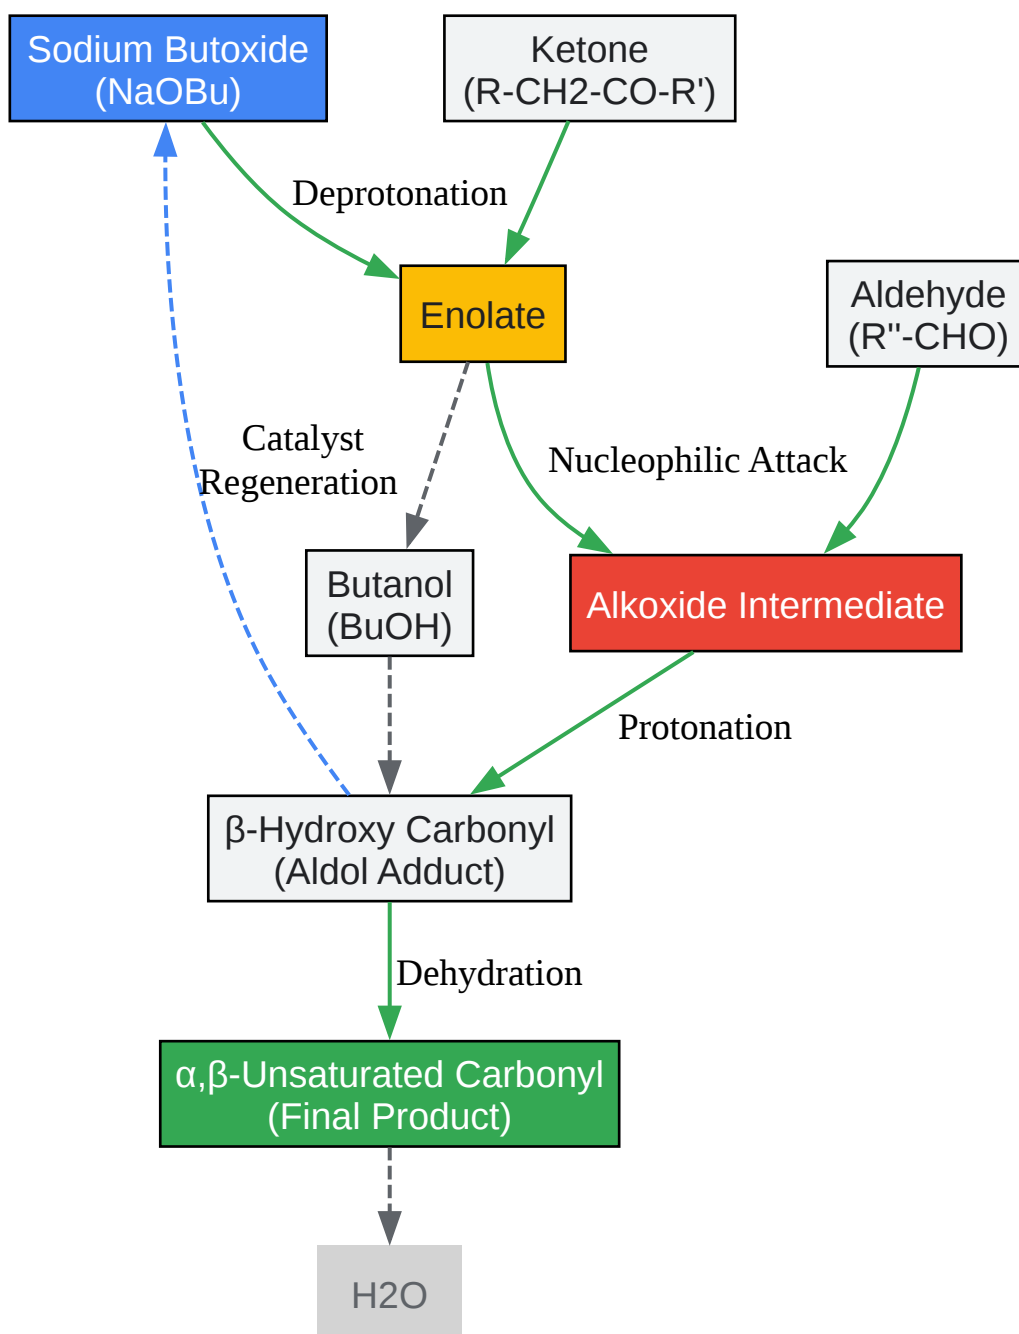 Sodium Butoxide
(NaOBu)
Ketone
(R-CH2-CO-R')
Deprotonation
Enolate
Aldehyde
(R''-CHO)
Catalyst
Regeneration
Nucleophilic Attack
Butanol
(BuOH)
Alkoxide Intermediate
Protonation
β-Hydroxy Carbonyl
(Aldol Adduct)
Dehydration
α,β-Unsaturated Carbonyl
(Final Product)
H2O